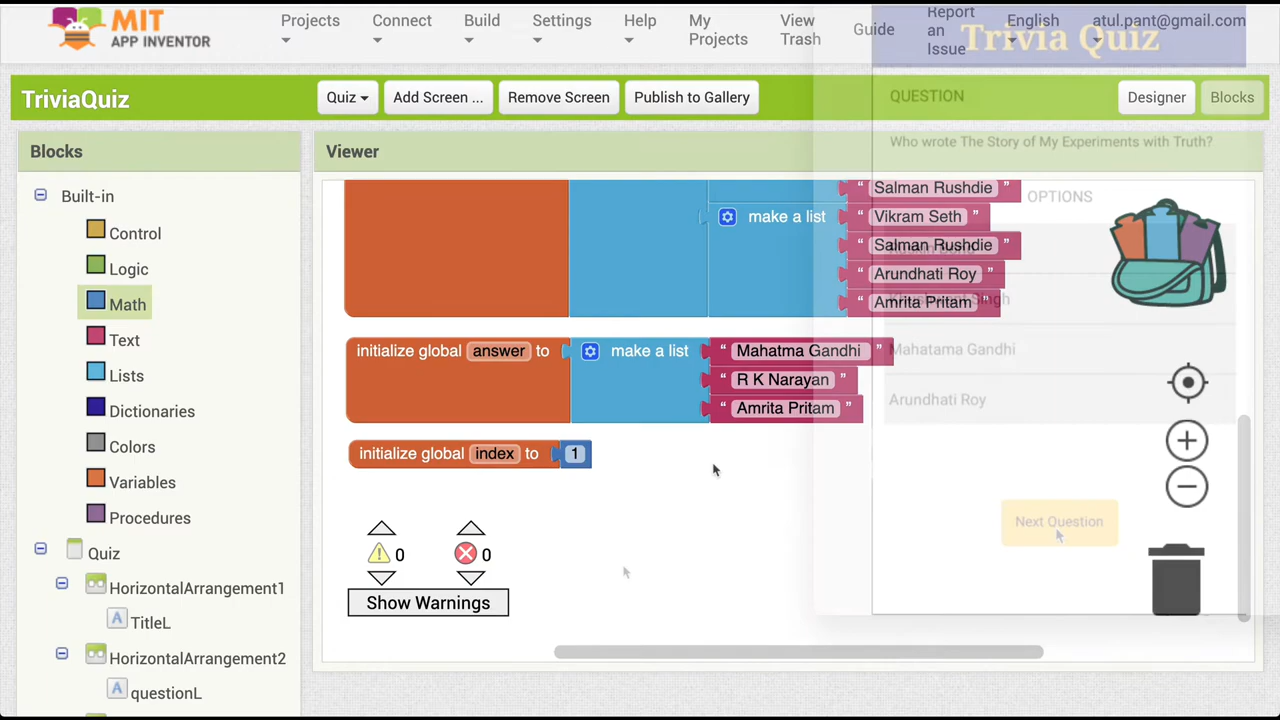 MIT
APP INVENTOR
Projects
Connect
Build
Settings
Help
My
Projects
View
Trash
Guide
Report
an
Issue
English
atul.pant@gmail.com
Trivia Quiz
TriviaQuiz
Quiz
Add Screen ...
Remove Screen
Publish to Gallery
QUESTION
Designer
Blocks
Who wrote The Story of My Experiments with Truth?
Blocks
Viewer
Built-in
Control
Logic
Math
Text
Lists
Dictionaries
Colors
Variables
Procedures
Quiz
HorizontalArrangement1
TitleL
HorizontalArrangement2
questionL
OPTIONS
“ Salman Rushdie ”
make a list “ Vikram Seth ”
“ Salman Rushdie ”
“ Arundhati Roy ”
“ Amrita Pritam ”
initialize global answer to make a list “ Mahatma Gandhi ”
“ R K Narayan ”
“ Amrita Pritam ”
initialize global index to 1
Mahatama Gandhi
Arundhati Roy
Next Question
0
0
Show Warnings